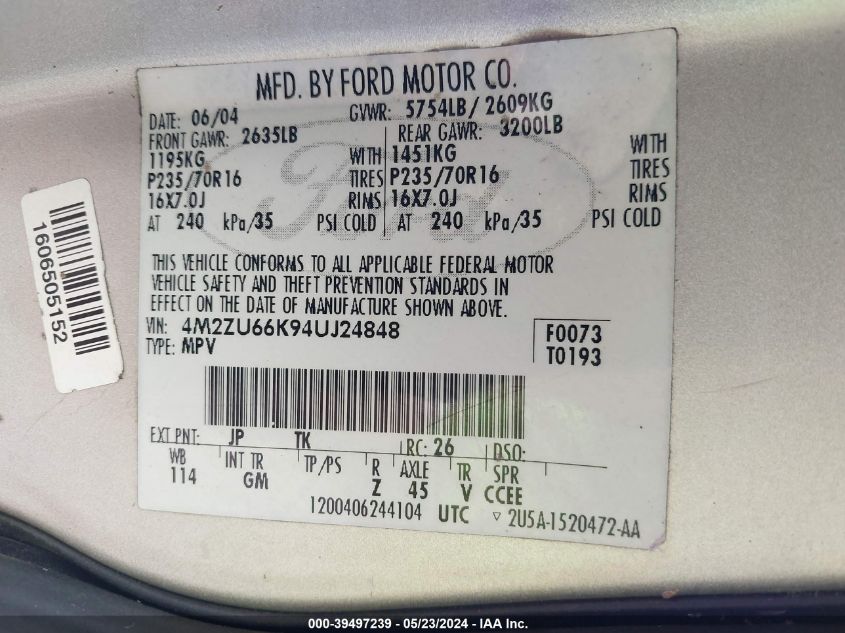 MFD. BY FORD MOTOR CO.
DATE: 06/04 GVWR: 5754LB/ 2609KG
FRONT GAWR: 2635LB REAR GAWR: 3200LB
1195KG WITH 1451KG WITH
P235/70R16 TIRES P235/70R16 TIRES
16X7.0J RIMS 16X7.0J RIMS
AT 240 kPa/35 PSI COLD AT 240 kPa/35 PSI COLD
Ford
THIS VEHICLE CONFORMS TO ALL APPLICABLE FEDERAL MOTOR
VEHICLE SAFETY AND THEFT PREVENTION STANDARDS IN
EFFECT ON THE DATE OF MANUFACTURE SHOWN ABOVE.
VIN: 4M2ZU66K94UJ24848 F0073
TYPE: MPV T0193
EXT PNT: JP TK RC: 26 DSO:
WB INT TR TP/PS R AXLE TR SPR
114 GM Z 45 V CCEE
1200406244104 UTC ▿ 2U5A-1520472-AA
1606505152
000-39497239 - 05/23/2024 - IAA Inc.